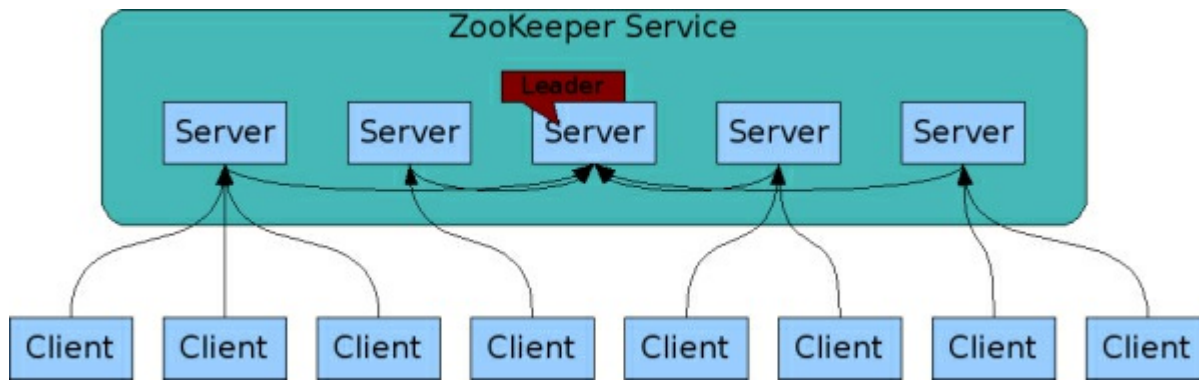 ZooKeeper Service
Leader
Server Server Server Server Server
Client Client Client Client Client Client Client Client